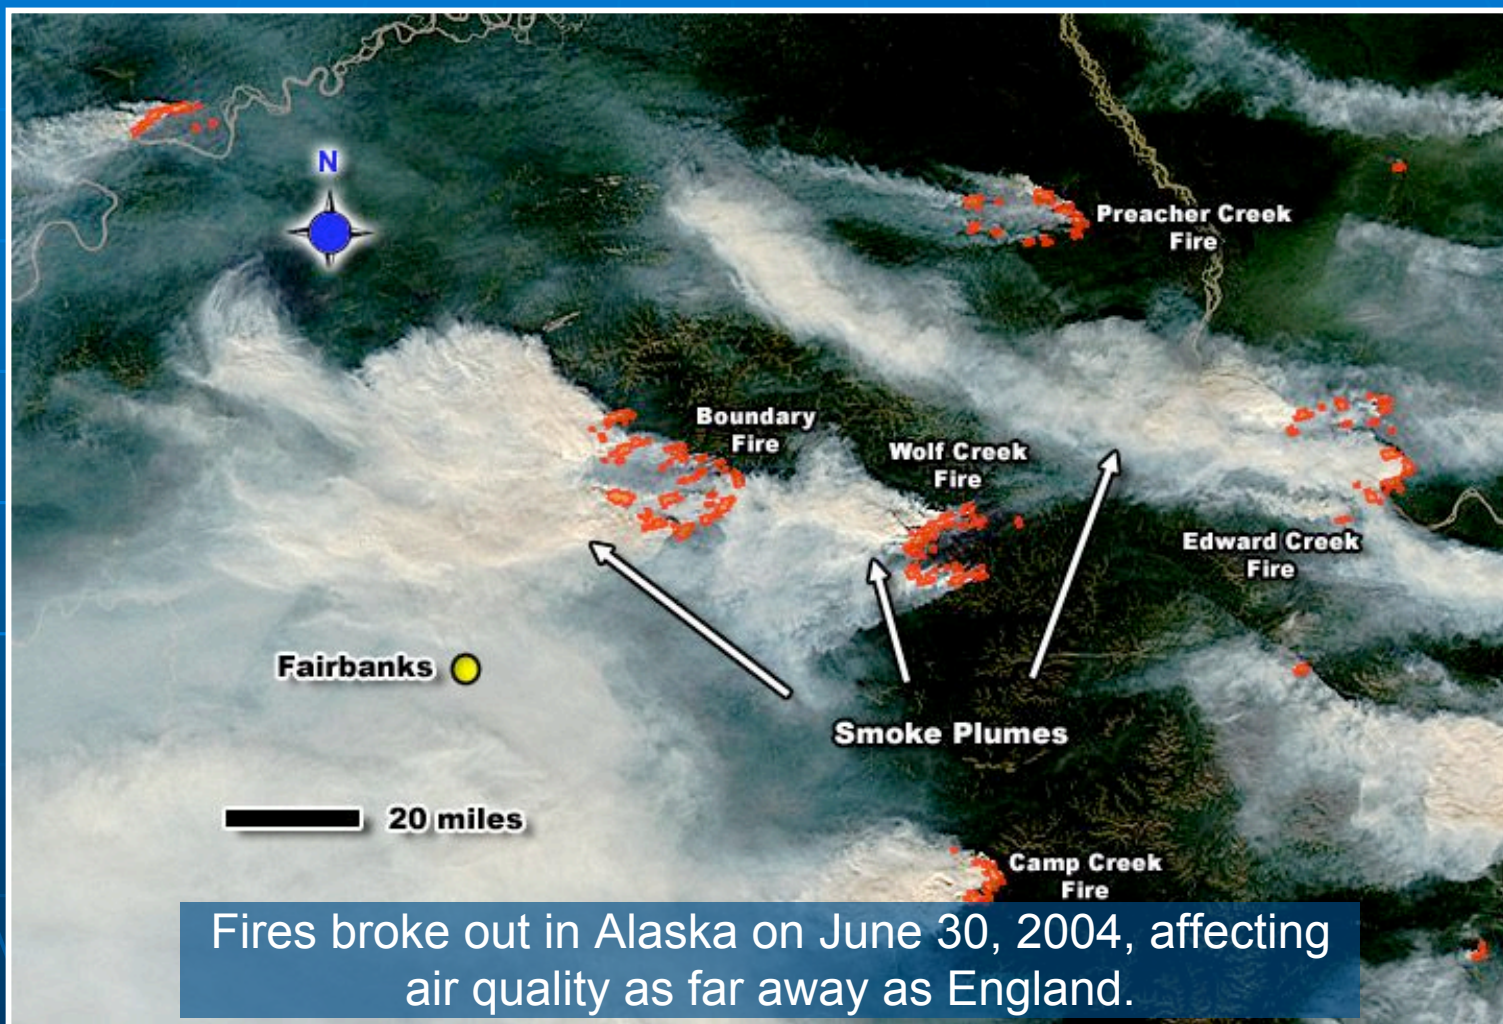 N
Preacher Creek
Fire
Boundary
Fire
Wolf Creek
Fire
Edward Creek
Fire
Fairbanks
Smoke Plumes
20 miles
Camp Creek
Fire
Fires broke out in Alaska on June 30, 2004, affecting
air quality as far away as England.